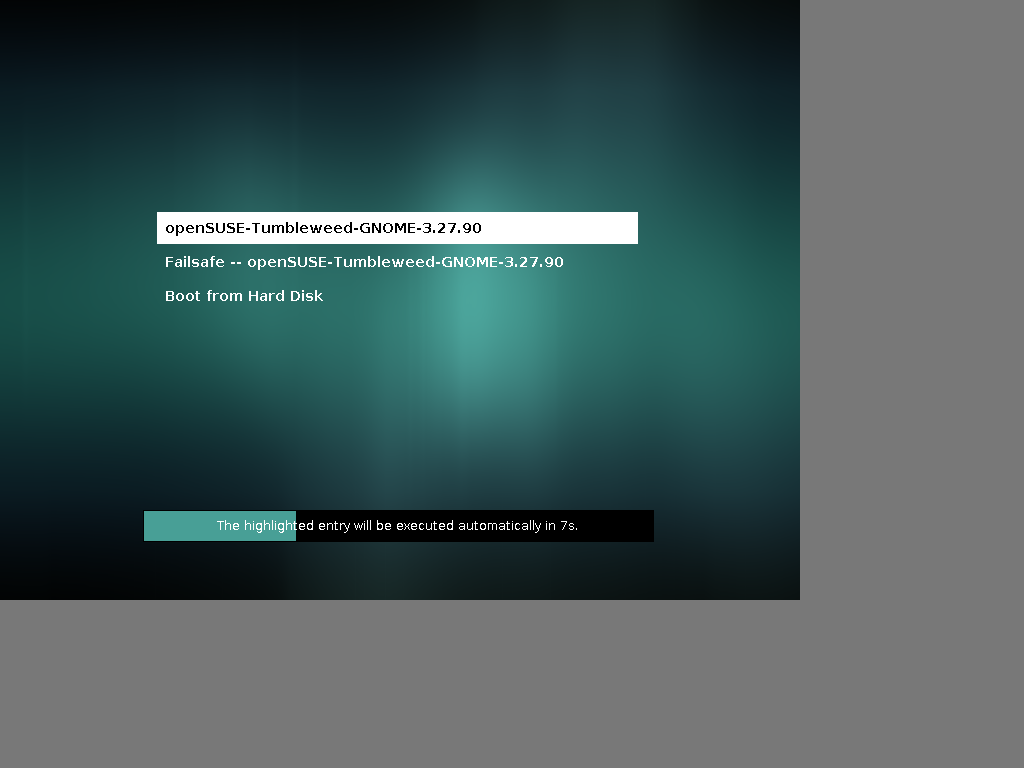 openSUSE-Tumbleweed-GNOME-3.27.90
Failsafe -- openSUSE-Tumbleweed-GNOME-3.27.90
Boot from Hard Disk
The highlighted entry will be executed automatically in 7s.